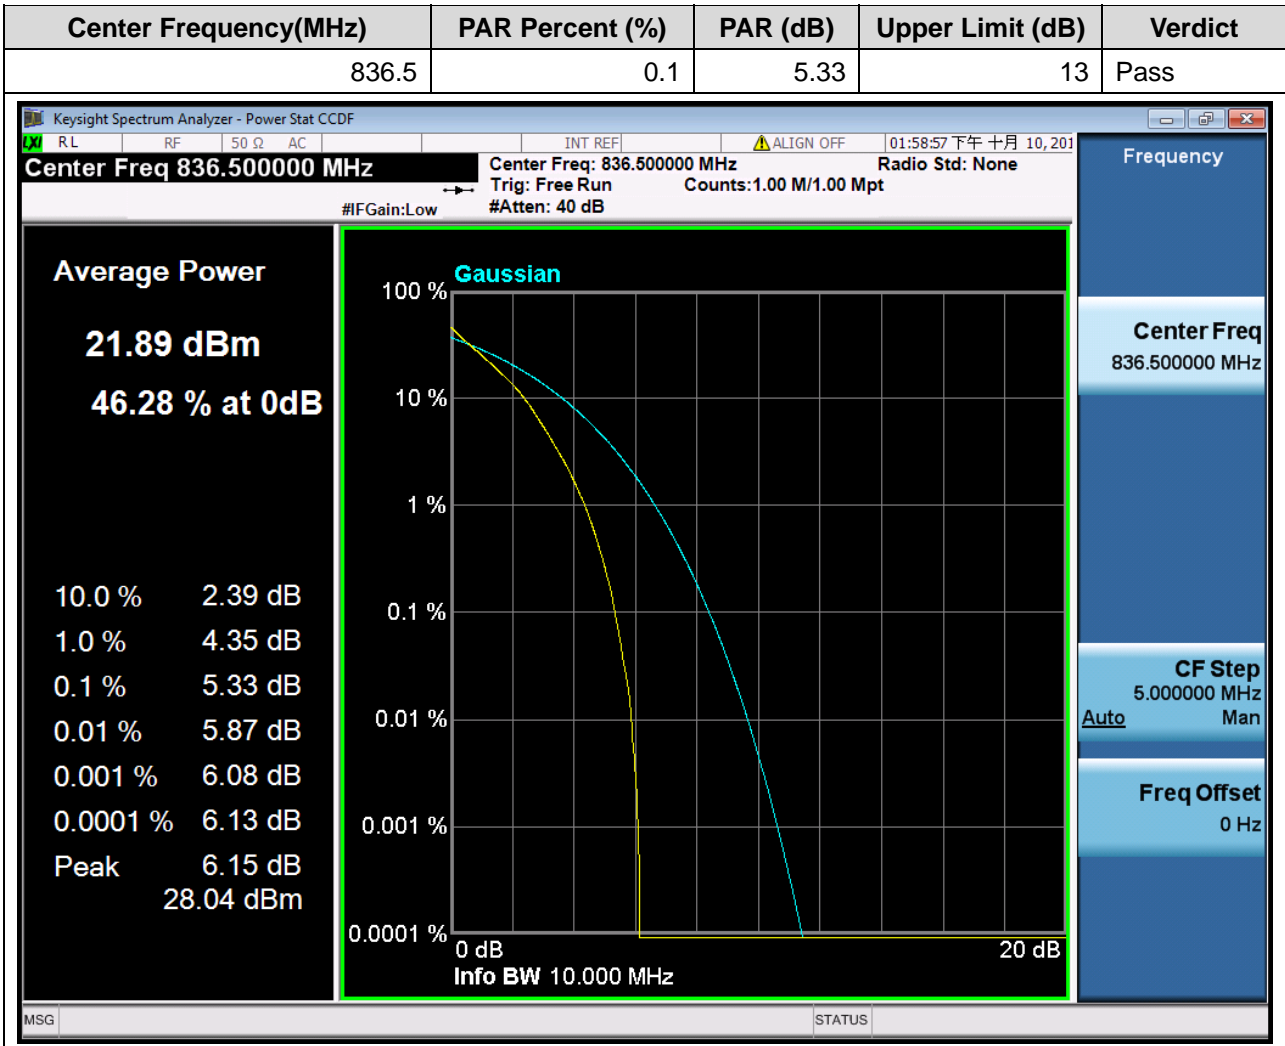 Center Frequency(MHz) PAR Percent (%) PAR (dB) Upper Limit (dB) Verdict
836.5 0.1 5.33 13 Pass
Keysight Spectrum Analyzer - Power Stat CCDF
LXI RL RF 50 Ω AC INT REF ALIGN OFF 01:58:57 下午 十月 10, 201
Center Freq 836.500000 MHz
Center Freq: 836.500000 MHz Radio Std: None
Trig: Free Run Counts:1.00 M/1.00 Mpt
#IFGain:Low #Atten: 40 dB
Average Power
21.89 dBm
46.28 % at 0dB
10.0 % 2.39 dB
1.0 % 4.35 dB
0.1 % 5.33 dB
0.01 % 5.87 dB
0.001 % 6.08 dB
0.0001 % 6.13 dB
Peak 6.15 dB
28.04 dBm
Gaussian
100 %
10 %
1 %
0.1 %
0.01 %
0.001 %
0.0001 %
0 dB 20 dB
Info BW 10.000 MHz
Frequency
Center Freq
836.500000 MHz
CF Step
5.000000 MHz
Auto Man
Freq Offset
0 Hz
MSG STATUS